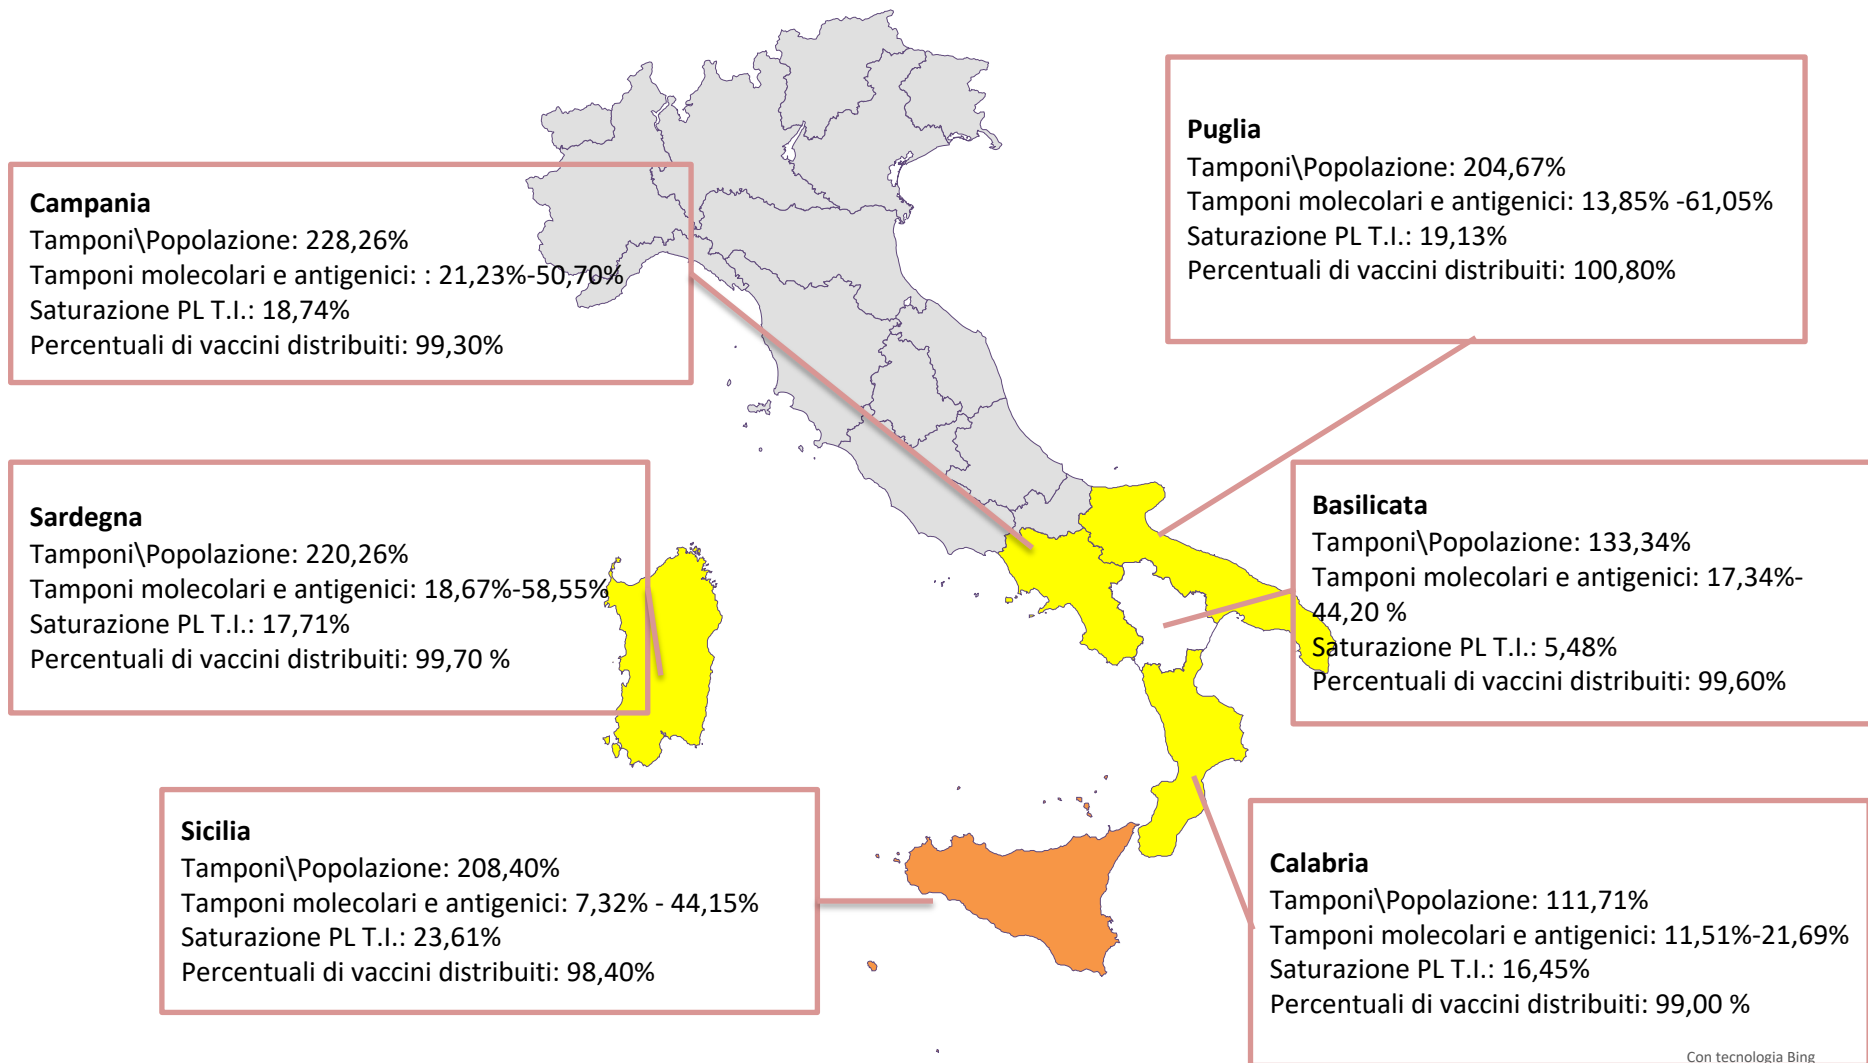 Campania
Tamponi\Popolazione: 228,26%
Tamponi molecolari e antigenici: : 21,23%-50,70%
Saturazione PL T.I.: 18,74%
Percentuali di vaccini distribuiti: 99,30%
Puglia
Tamponi\Popolazione: 204,67%
Tamponi molecolari e antigenici: 13,85% -61,05%
Saturazione PL T.I.: 19,13%
Percentuali di vaccini distribuiti: 100,80%
Sardegna
Tamponi\Popolazione: 220,26%
Tamponi molecolari e antigenici: 18,67%-58,55%
Saturazione PL T.I.: 17,71%
Percentuali di vaccini distribuiti: 99,70 %
Basilicata
Tamponi\Popolazione: 133,34%
Tamponi molecolari e antigenici: 17,34%-
44,20 %
Saturazione PL T.I.: 5,48%
Percentuali di vaccini distribuiti: 99,60%
Sicilia
Tamponi\Popolazione: 208,40%
Tamponi molecolari e antigenici: 7,32% - 44,15%
Saturazione PL T.I.: 23,61%
Percentuali di vaccini distribuiti: 98,40%
Calabria
Tamponi\Popolazione: 111,71%
Tamponi molecolari e antigenici: 11,51%-21,69%
Saturazione PL T.I.: 16,45%
Percentuali di vaccini distribuiti: 99,00 %
Con tecnologia Bing